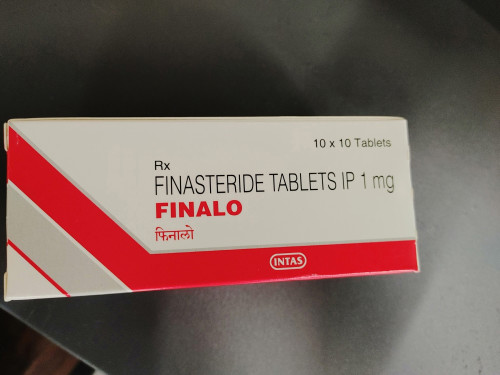 10 x 10 Tablets
Rx
FINASTERIDE TABLETS IP 1 mg
FINALO
फिनालो
INTAS